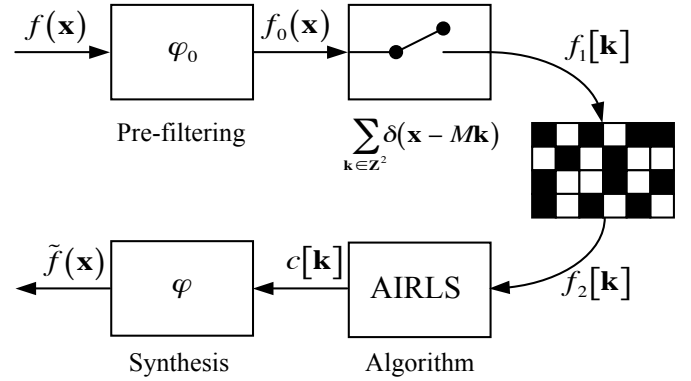 f(x)
φ₀
f₀(x)
f₁[k]
Pre-filtering
∑ δ(x − Mk)
k∈Z²
f̃(x)
φ
c[k]
AIRLS
f₂[k]
Synthesis
Algorithm